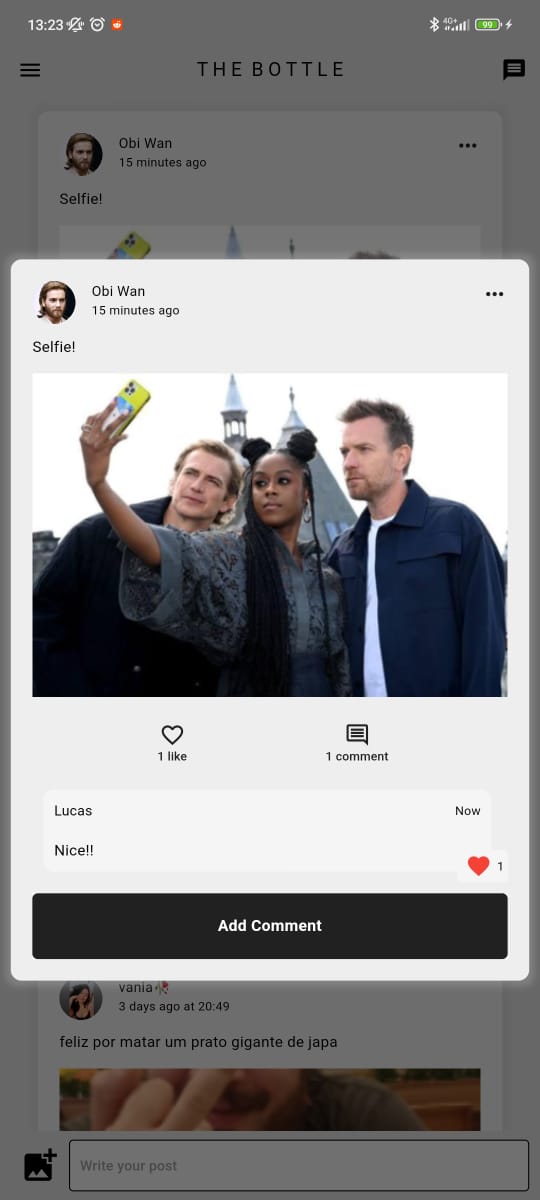 13:23
4G+
99
THE BOTTLE
Obi Wan
15 minutes ago
Selfie!
Obi Wan
15 minutes ago
Selfie!
1 like
1 comment
Lucas
Now
Nice!!
1
Add Comment
vania🥀
3 days ago at 20:49
feliz por matar um prato gigante de japa
Write your post